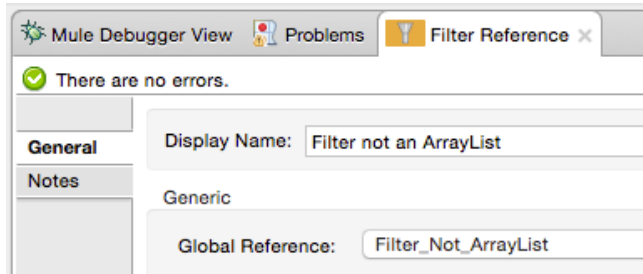 Mule Debugger View Problems Filter Reference
There are no errors.
General
Display Name: Filter not an ArrayList
Notes
Generic
Global Reference: Filter_Not_ArrayList